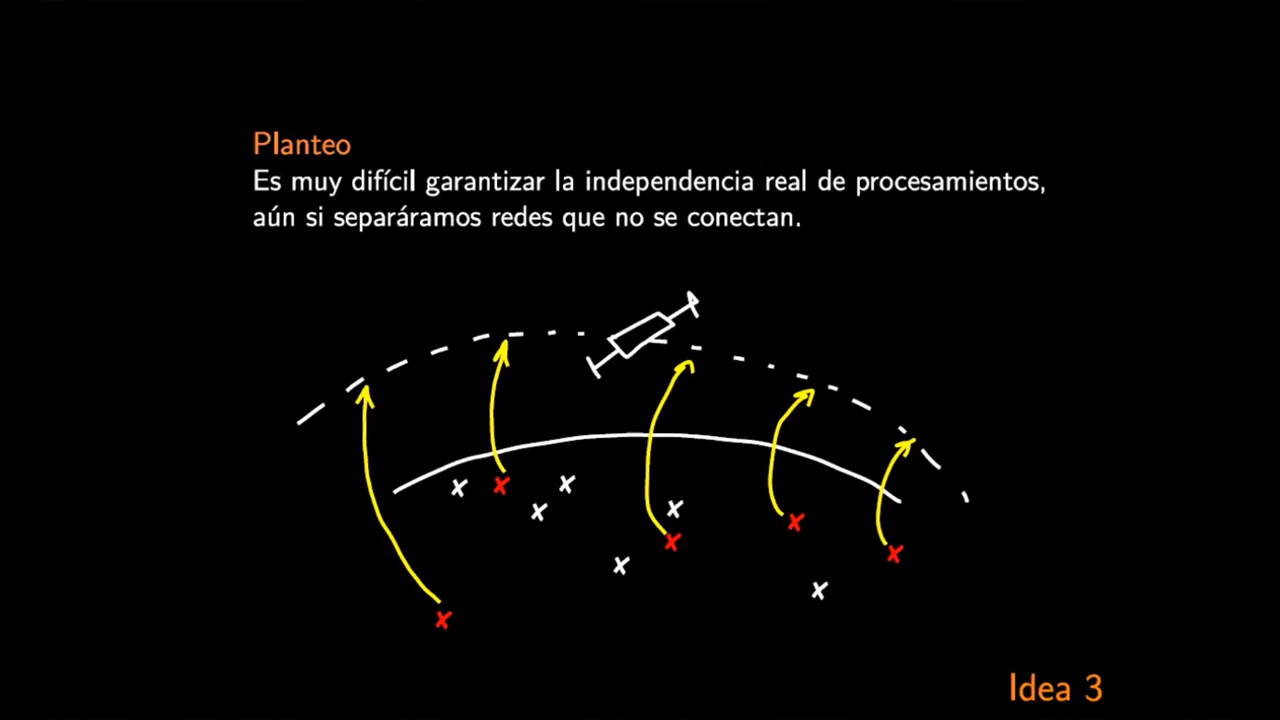 Planteo
Es muy difícil garantizar la independencia real de procesamientos,
aún si separáramos redes que no se conectan.
Idea 3